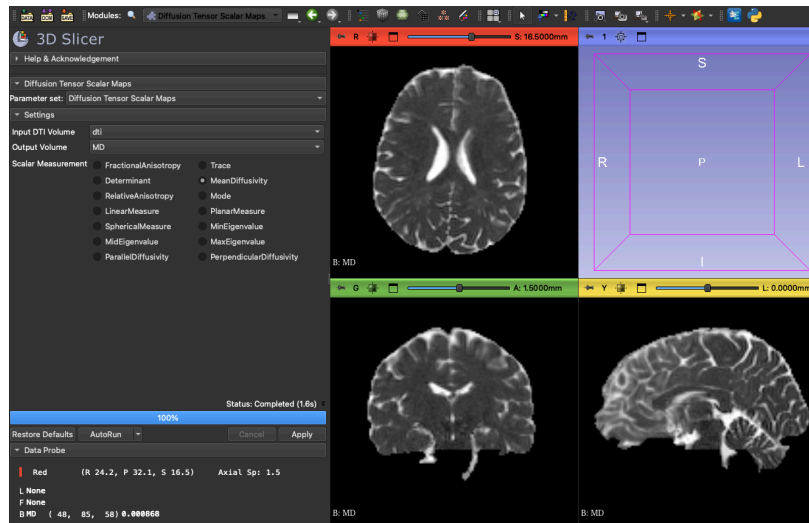 DATA
DCM
SAVE
Modules:
Diffusion Tensor Scalar Maps
3D Slicer
Help & Acknowledgement
Diffusion Tensor Scalar Maps
Parameter set: Diffusion Tensor Scalar Maps
Settings
Input DTI Volume dti
Output Volume MD
Scalar Measurement FractionalAnisotropy Trace
Determinant MeanDiffusivity
RelativeAnisotropy Mode
LinearMeasure PlanarMeasure
SphericalMeasure MinEigenvalue
MidEigenvalue MaxEigenvalue
ParallelDiffusivity PerpendicularDiffusivity
Status: Completed (1.6s)
100%
Restore Defaults AutoRun Cancel Apply
Data Probe
Red (R 24.2, P 32.1, S 16.5) Axial Sp: 1.5
L None
F None
B MD ( 48, 85, 58) 0.000868
R S: 16.5000mm
B: MD
1
S
R P L
I
G A: 1.5000mm
B: MD
Y L: 0.0000mm
B: MD